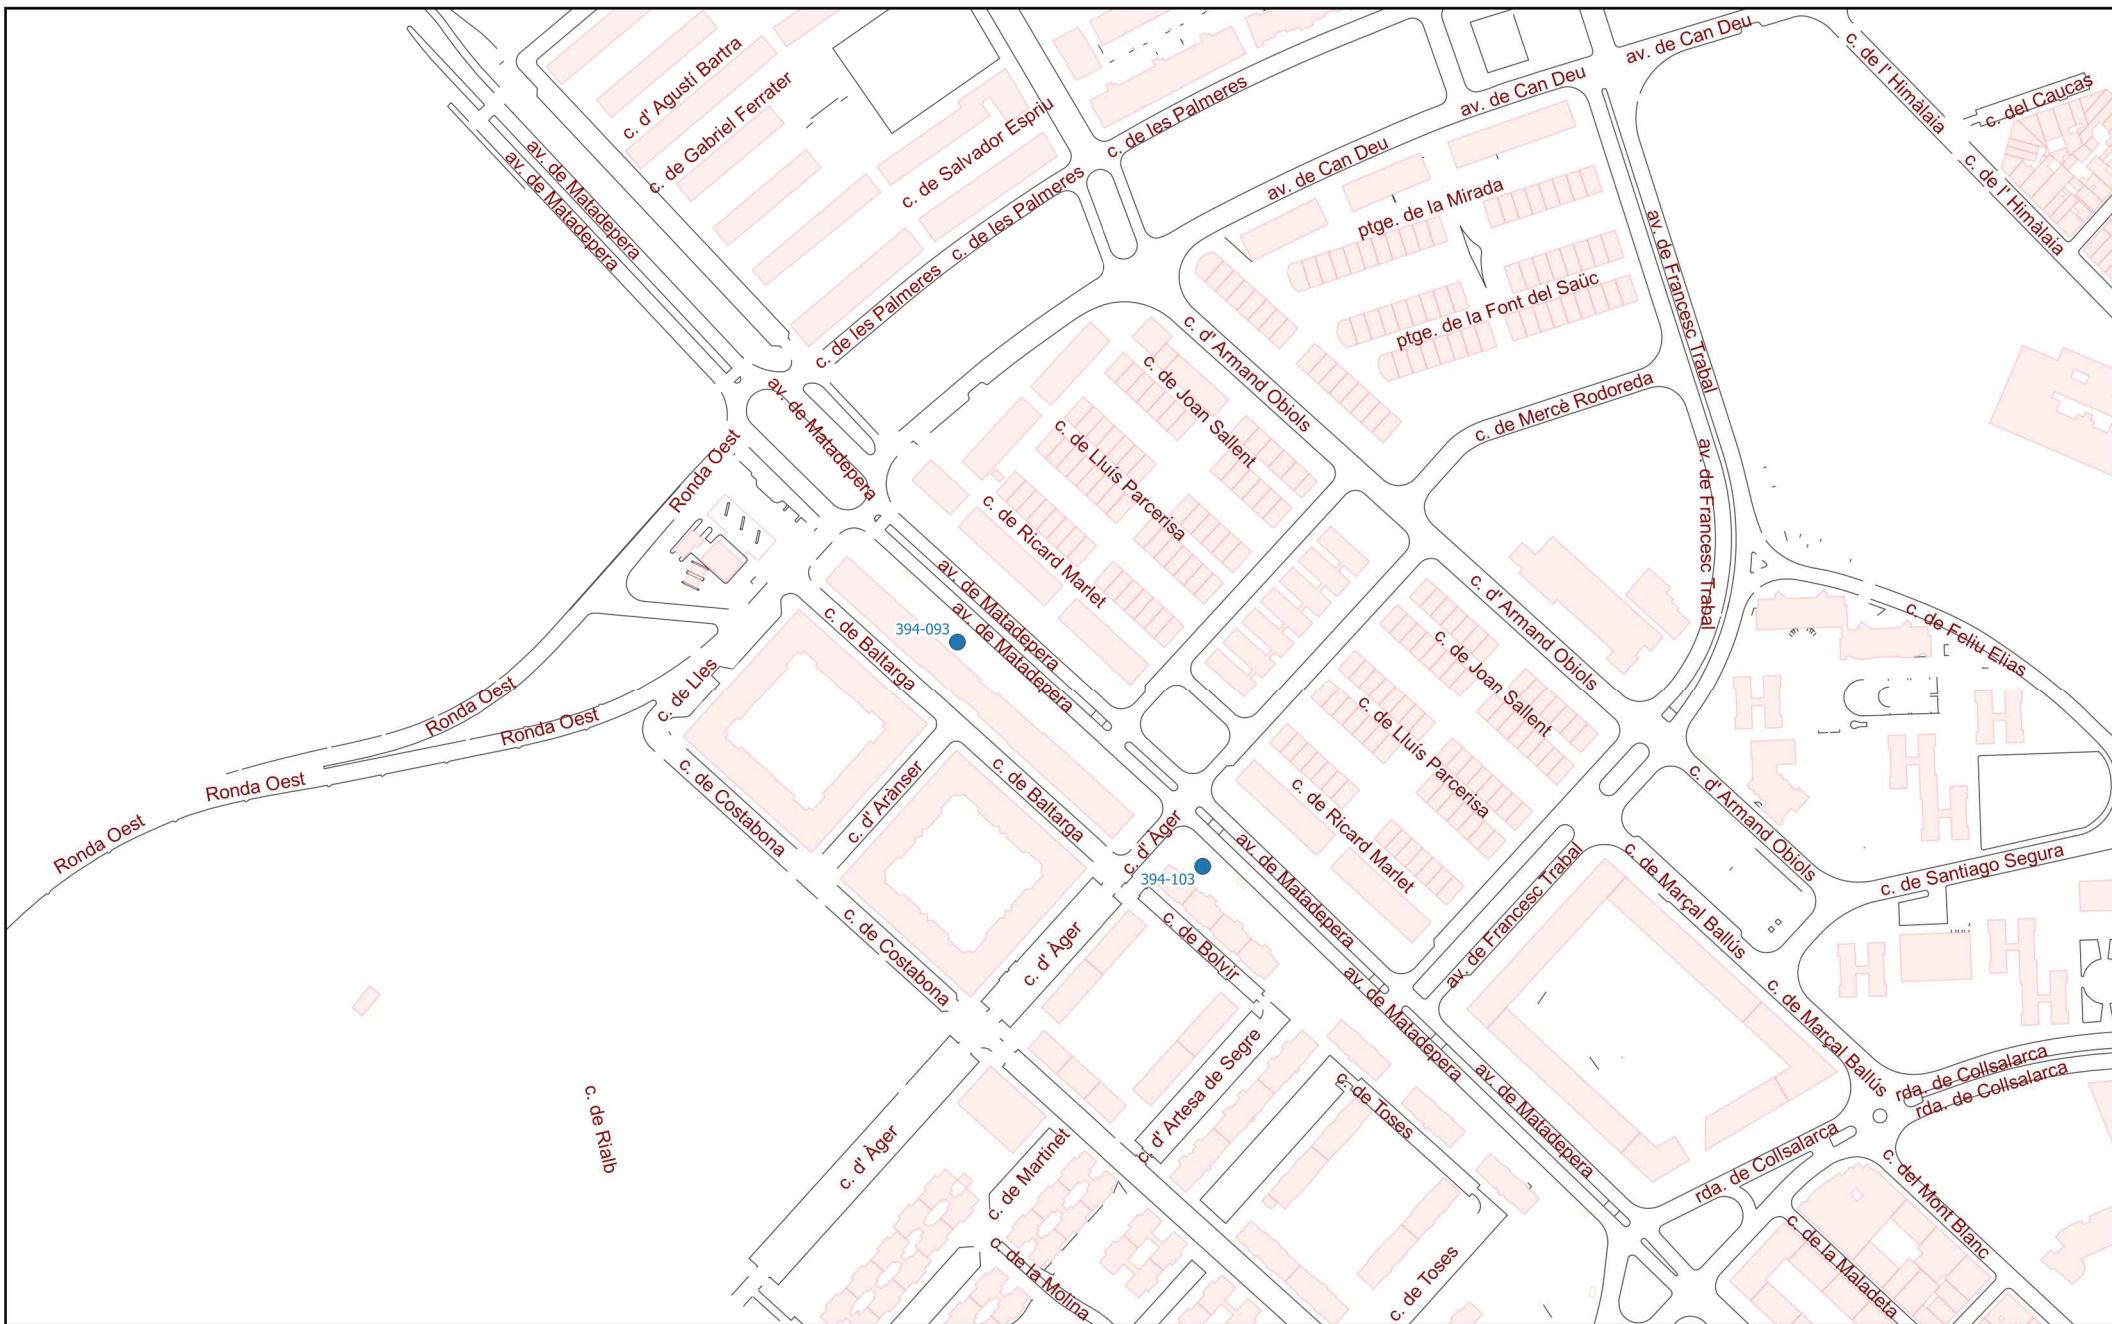 av. de Can Deu
c. de l' Himàlaia
c. d' Agustí Bartra
av. de Can Deu
c. del Caucas
c. de Gabriel Ferrater
c. de Salvador Espriu
c. de les Palmeres
av. de Can Deu
av. de Matadepera
av. de Matadepera
c. de l' Himàlaia
ptge. de la Mirada
c. de les Palmeres
av. de Francesc Trabal
c. de les Palmeres
ptge. de la Font del Saüc
c. d' Armand Obiols
c. de Joan Sallent
c. de Mercè Rodoreda
av. de Matadepera
Ronda Oest
c. de Lluís Parcerisa
av. de Francesc Trabal
c. de Ricard Marlet
av. de Matadepera
av. de Matadepera
394-093
c. de Baltarga
c. d' Armand Obiols
c. de Feliu Elias
c. de Joan Sallent
c. de Lles
Ronda Oest
Ronda Oest
c. de Lluís Parcerisa
Ronda Oest
c. de Costabona
c. d' Arànser
c. de Baltarga
c. de Ricard Marlet
c. d' Armand Obiols
Ronda Oest
c. d' Àger
394-103
av. de Matadepera
c. de Marçal Ballús
c. de Santiago Segura
av. de Francesc Trabal
c. de Costabona
c. d' Àger
c. de Bolvir
av. de Matadepera
c. de Marçal Ballús
c. d' Artesa de Segre
c. de Toses
av. de Matadepera
rda. de Collsalarca
rda. de Collsalarca
c. de Rialb
c. d' Àger
c. de Martinet
rda. de Collsalarca
c. del Mont Blanc
c. de la Molina
c. de Toses
c. de la Maladeta